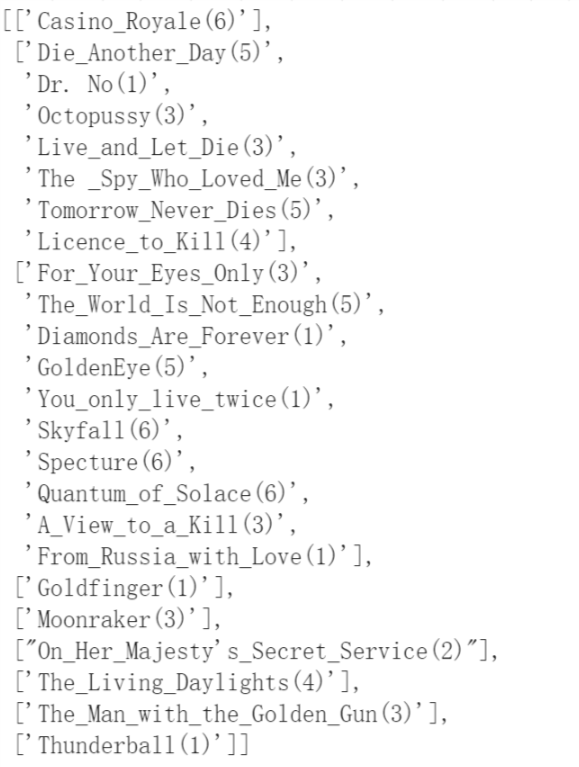 [['Casino_Royale(6)'],
['Die_Another_Day(5)',
'Dr. No(1)',
'Octopussy(3)',
'Live_and_Let_Die(3)',
'The _Spy_Who_Loved_Me(3)',
'Tomorrow_Never_Dies(5)',
'Licence_to_Kill(4)'],
['For_Your_Eyes_Only(3)',
'The_World_Is_Not_Enough(5)',
'Diamonds_Are_Forever(1)',
'GoldenEye(5)',
'You_only_live_twice(1)',
'Skyfall(6)',
'Specture(6)',
'Quantum_of_Solace(6)',
'A_View_to_a_Kill(3)',
'From_Russia_with_Love(1)'],
['Goldfinger(1)'],
['Moonraker(3)'],
["On_Her_Majesty's_Secret_Service(2)"],
['The_Living_Daylights(4)'],
['The_Man_with_the_Golden_Gun(3)'],
['Thunderball(1)']]